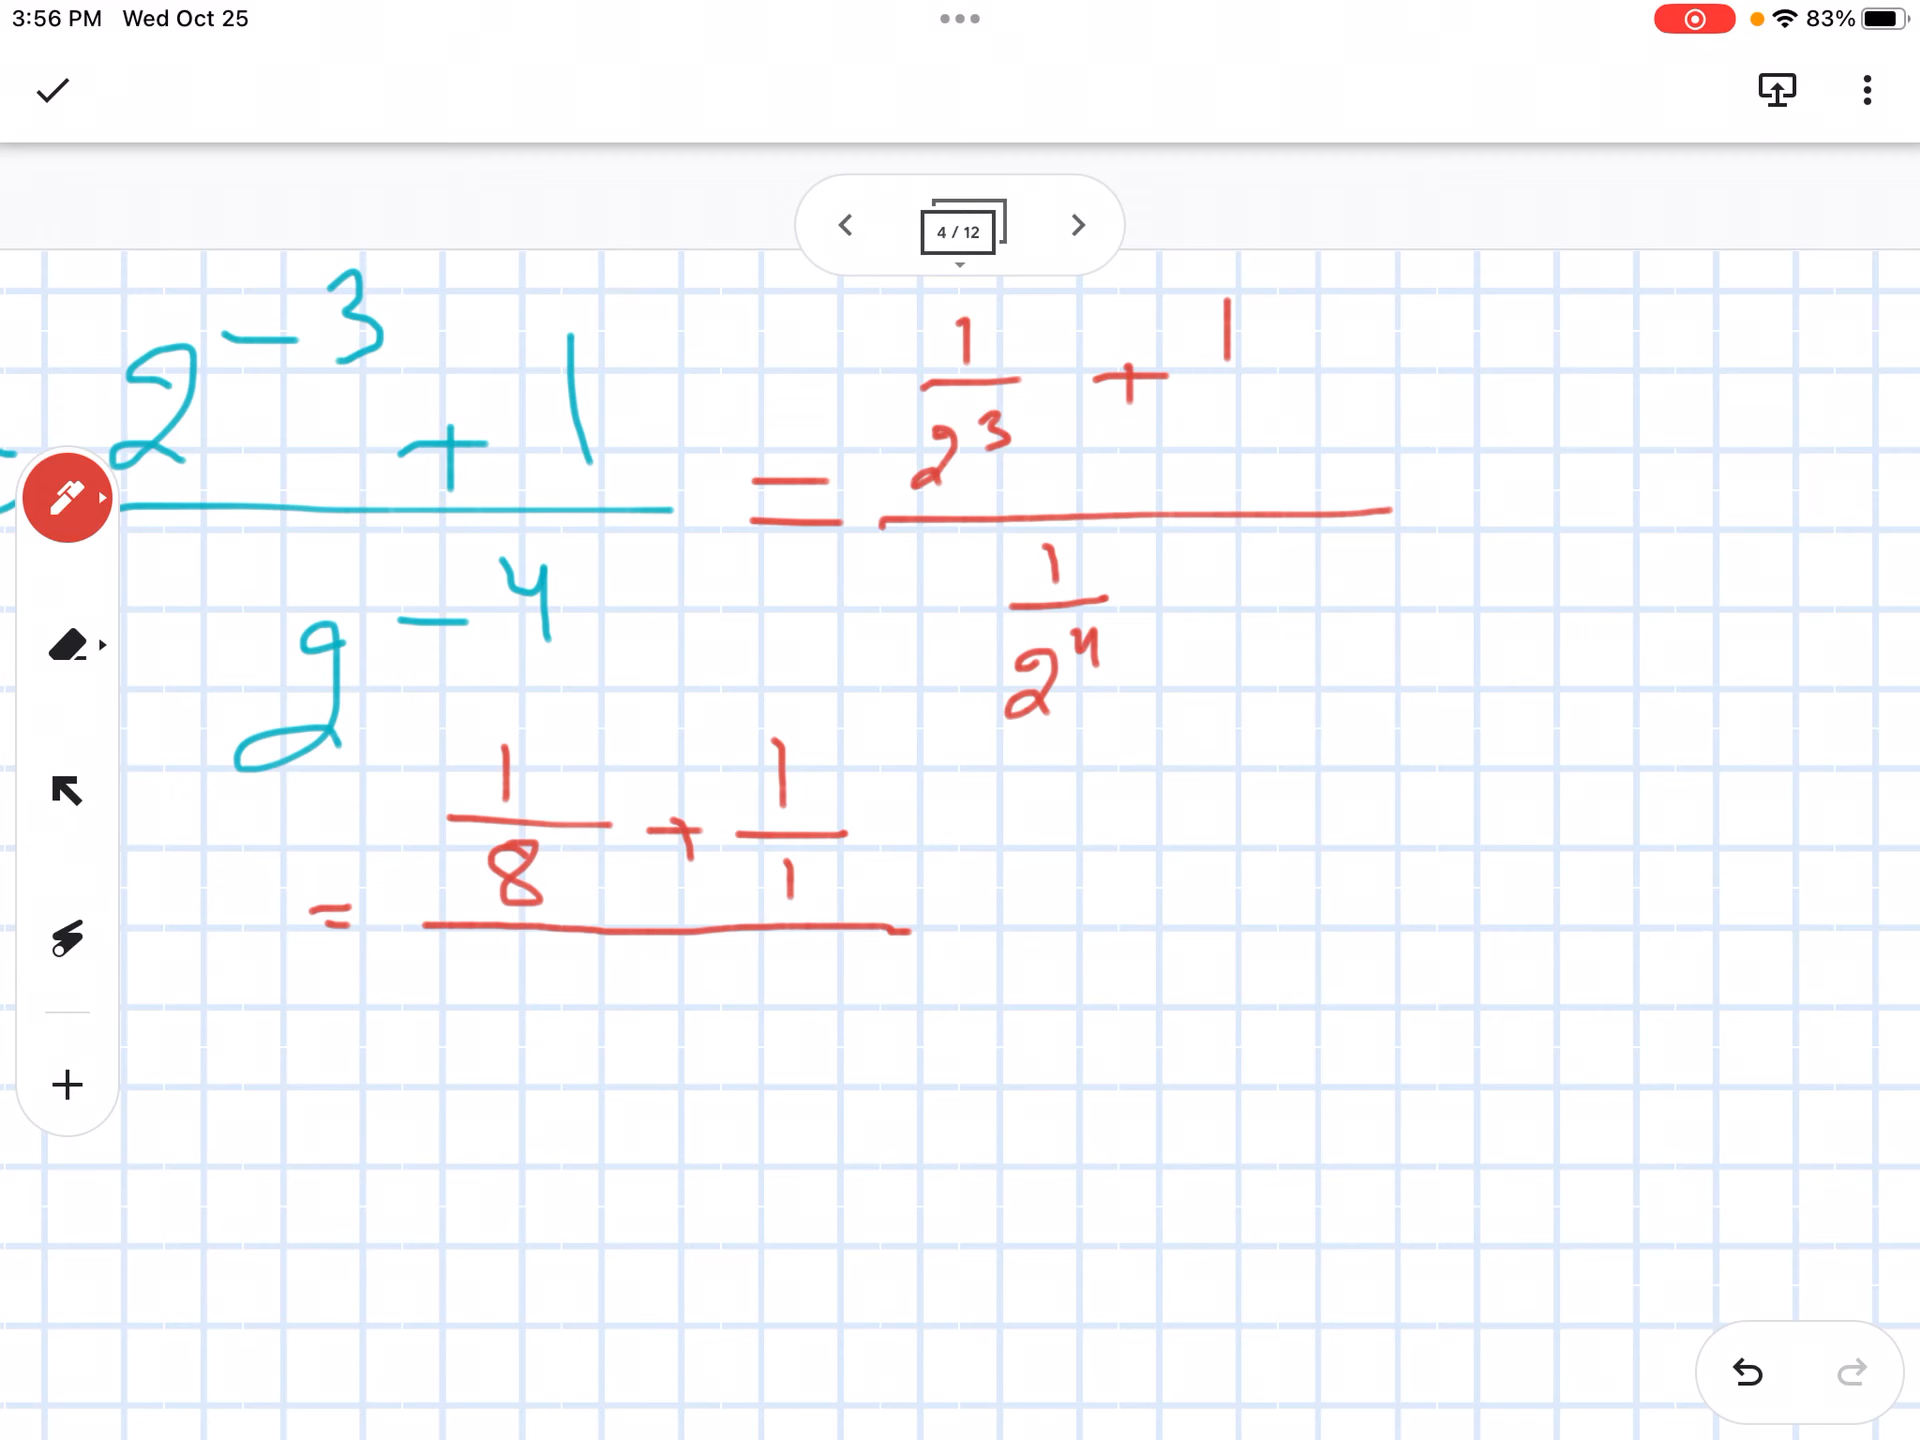 3:56 PM Wed Oct 25
83%
4 / 12
2^{-3} + 1
2^{-4}
= 1/2^3 + 1
1/2^4
= 1/8 + 1/1